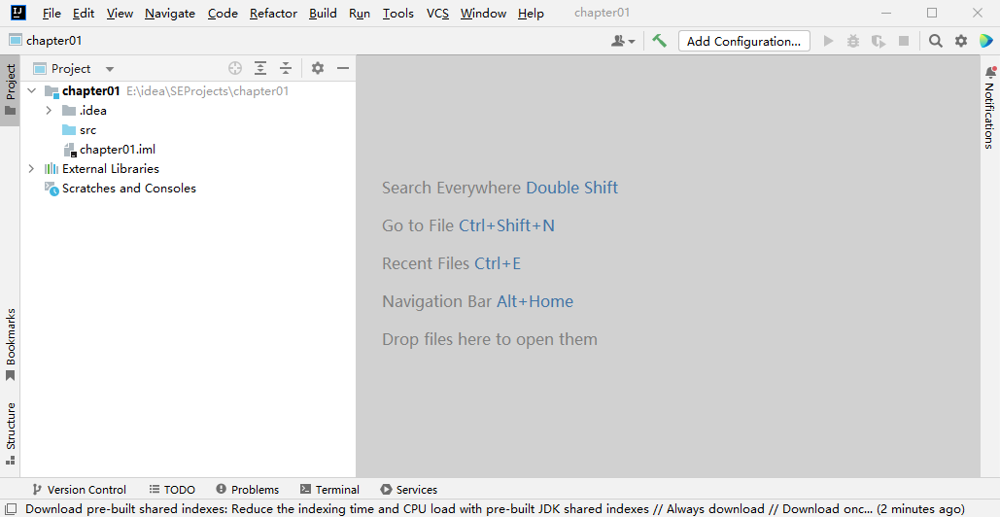 IJ File Edit View Navigate Code Refactor Build Run Tools VCS Window Help chapter01
chapter01 Add Configuration...
Project
Project
chapter01 E:\idea\SEProjects\chapter01
.idea
src
chapter01.iml
External Libraries
Scratches and Consoles
Search Everywhere Double Shift
Go to File Ctrl+Shift+N
Recent Files Ctrl+E
Navigation Bar Alt+Home
Drop files here to open them
Notifications
Bookmarks
Structure
Version Control TODO Problems Terminal Services
Download pre-built shared indexes: Reduce the indexing time and CPU load with pre-built JDK shared indexes // Always download // Download onc... (2 minutes ago)